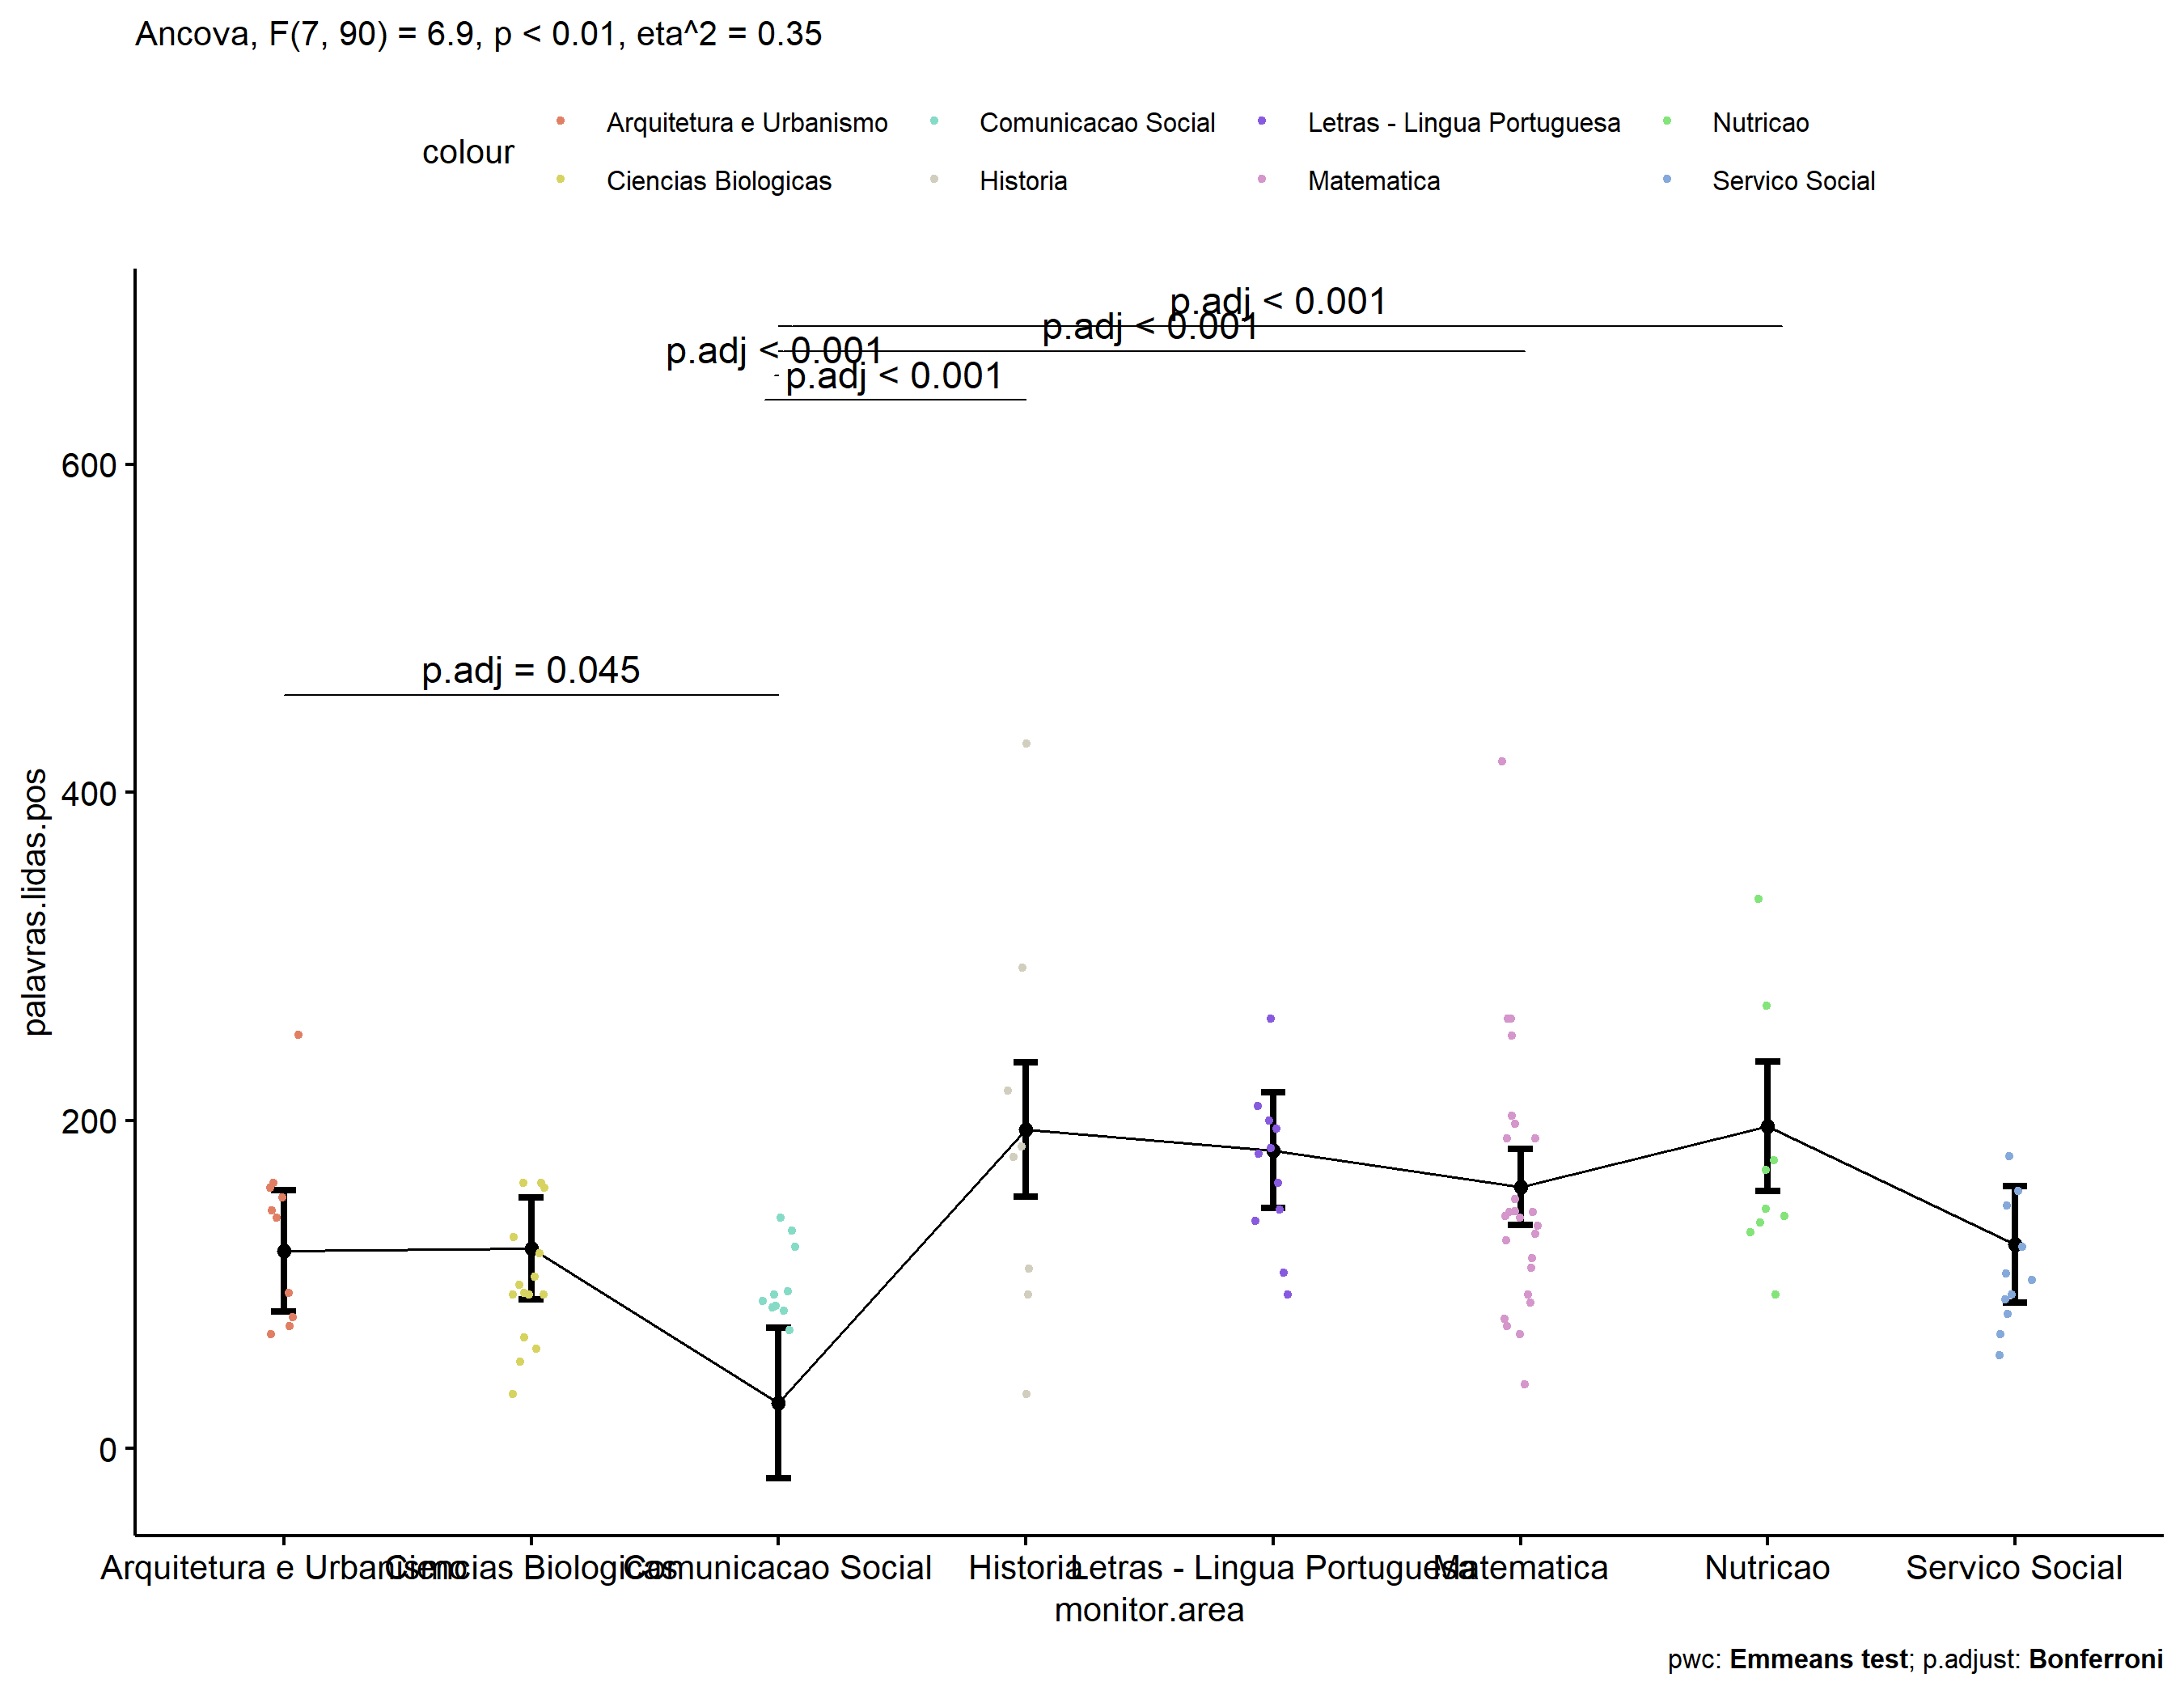 Ancova, F(7, 90) = 6.9, p < 0.01, eta^2 = 0.35
colour
Arquitetura e Urbanismo
Comunicacao Social
Letras - Lingua Portuguesa
Nutricao
Ciencias Biologicas
Historia
Matematica
Servico Social
p.adj < 0.001
p.adj < 0.001
p.adj < 0.001
p.adj < 0.001
p.adj = 0.045
600
400
200
0
palavras.lidas.pos
Arquitetura e Urbanismo
Ciencias Biologicas
Comunicacao Social
Historia
Letras - Lingua Portuguesa
Matematica
Nutricao
Servico Social
monitor.area
pwc: Emmeans test; p.adjust: Bonferroni